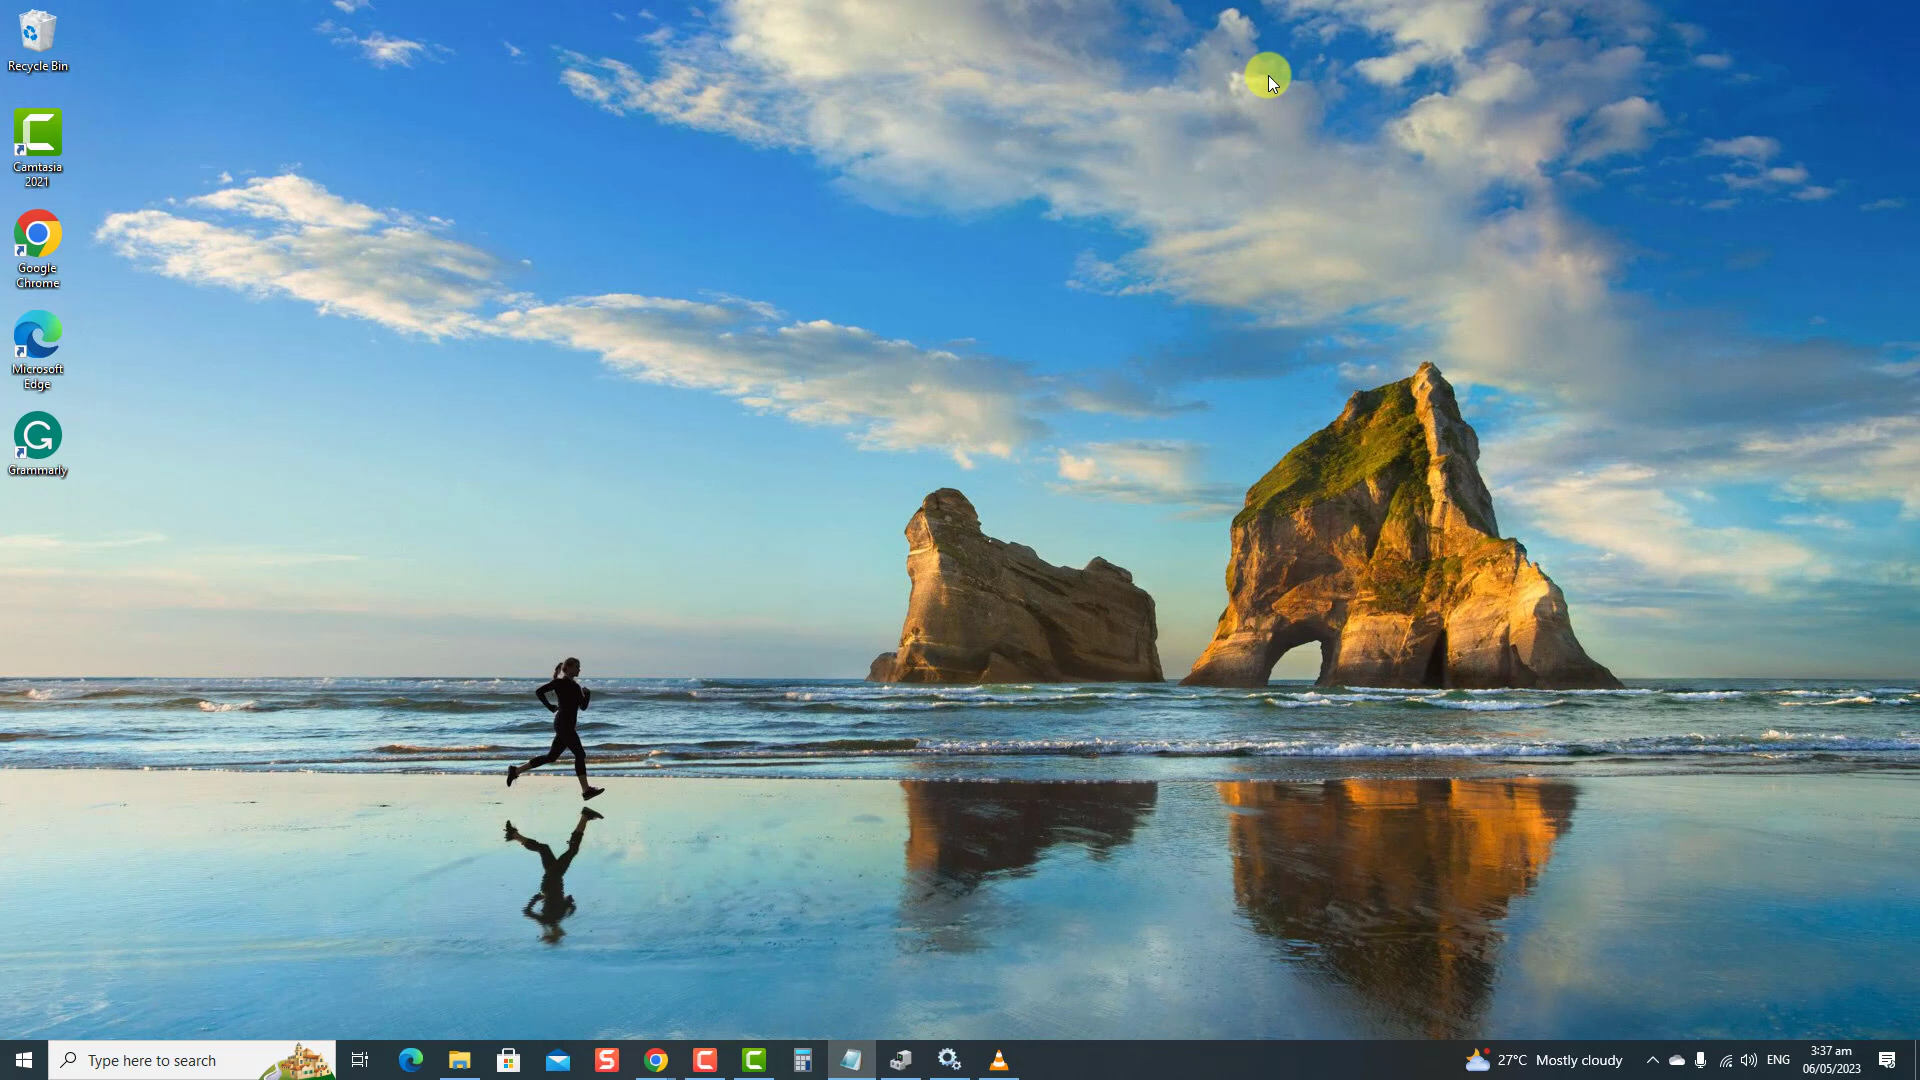 Recycle Bin
Camtasia
2021
Google
Chrome
Microsoft
Edge
Grammarly
Type here to search
27°C Mostly cloudy
ENG
3:37 am
06/05/2023